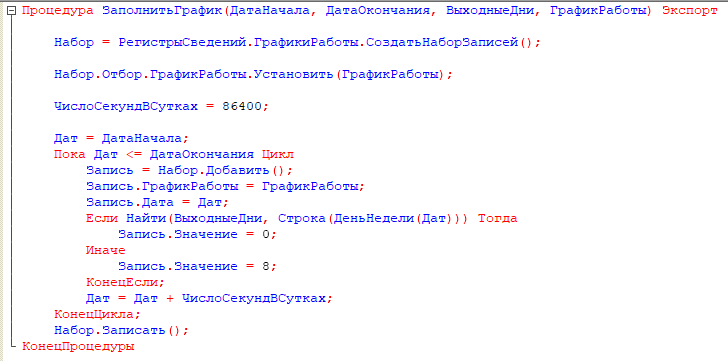 Процедура ЗаполнитьГрафик(ДатаНачала, ДатаОкончания, ВыходныеДни, ГрафикРаботы) Экспорт
Набор = РегистрыСведений.ГрафикиРаботы.СоздатьНаборЗаписей();
Набор.Отбор.ГрафикРаботы.Установить(ГрафикРаботы);
ЧислоСекундВСутках = 86400;
Дат = ДатаНачала;
Пока Дат <= ДатаОкончания Цикл
Запись = Набор.Добавить();
Запись.ГрафикРаботы = ГрафикРаботы;
Запись.Дата = Дат;
Если Найти(ВыходныеДни, Строка(ДеньНедели(Дат))) Тогда
Запись.Значение = 0;
Иначе
Запись.Значение = 8;
КонецЕсли;
Дат = Дат + ЧислоСекундВСутках;
КонецЦикла;
Набор.Записать();
КонецПроцедуры